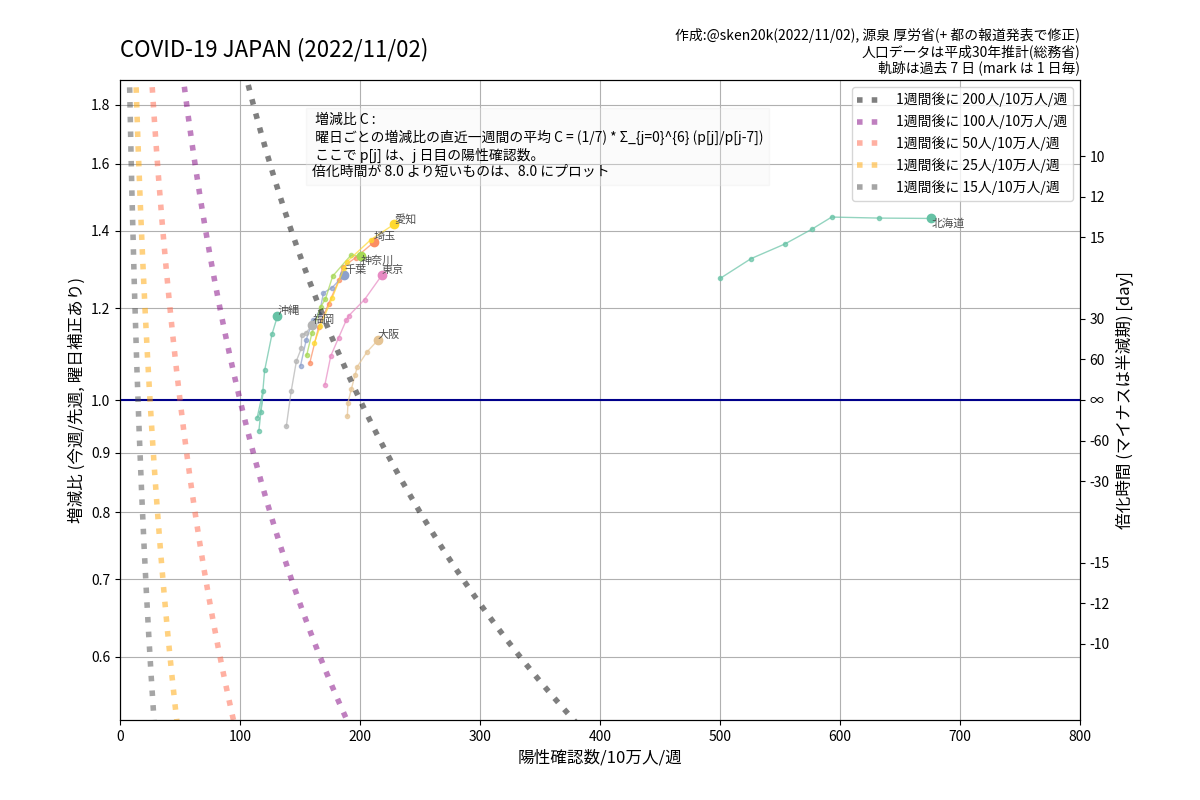 COVID-19 JAPAN (2022/11/02)
作成:@sken20k(2022/11/02), 源泉 厚労省(+ 都の報道発表で修正)
人口データは平成30年推計(総務省)
軌跡は過去 7 日 (mark は 1 日毎)
増減比 C :
曜日ごとの増減比の直近一週間の平均 C = (1/7) * Σ_{j=0}^{6} (p[j]/p[j-7])
ここで p[j] は、j 日目の陽性確認数。
倍化時間が 8.0 より短いものは、8.0 にプロット
1週間後に 200人/10万人/週
1週間後に 100人/10万人/週
1週間後に 50人/10万人/週
1週間後に 25人/10万人/週
1週間後に 15人/10万人/週
増減比 (今週/先週, 曜日補正あり)
1.8
1.6
1.4
1.2
1.0
0.9
0.8
0.7
0.6
愛知
埼玉
神奈川
千葉
東京
沖縄
福岡
大阪
北海道
10
12
15
30
60
∞
-60
-30
-15
-12
-10
倍化時間 (マイナスは半減期) [day]
0 100 200 300 400 500 600 700 800
陽性確認数/10万人/週